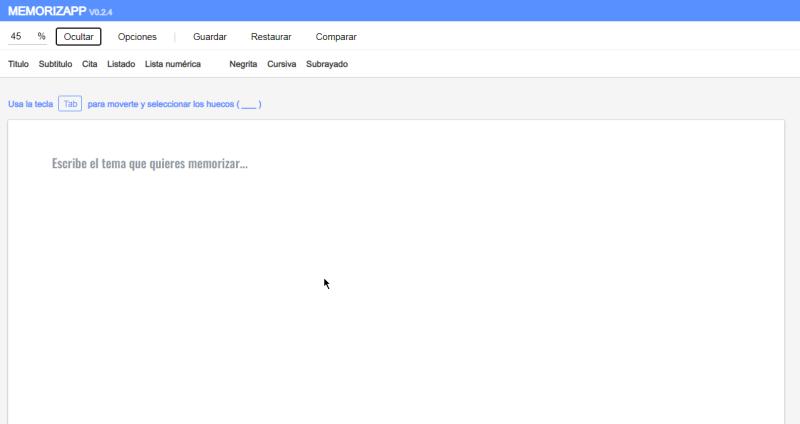 MEMORIZAPP V0.2.4
45 % Ocultar Opciones | Guardar Restaurar Comparar
Titulo Subtitulo Cita Listado Lista numérica Negrita Cursiva Subrayado
Usa la tecla Tab para moverte y seleccionar los huecos ( ___ )
Escribe el tema que quieres memorizar...